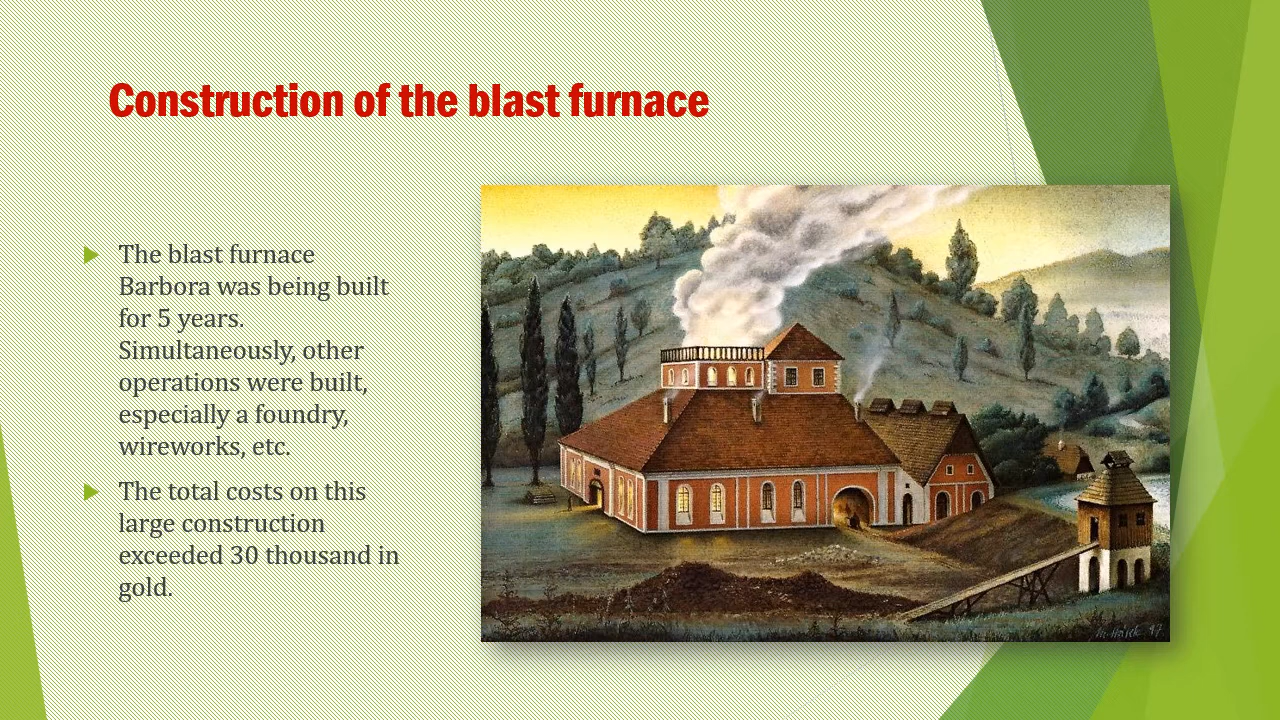 Construction of the blast furnace
The blast furnace
Barbora was being built
for 5 years.
Simultaneously, other
operations were built,
especially a foundry,
wireworks, etc.
The total costs on this
large construction
exceeded 30 thousand in
gold.